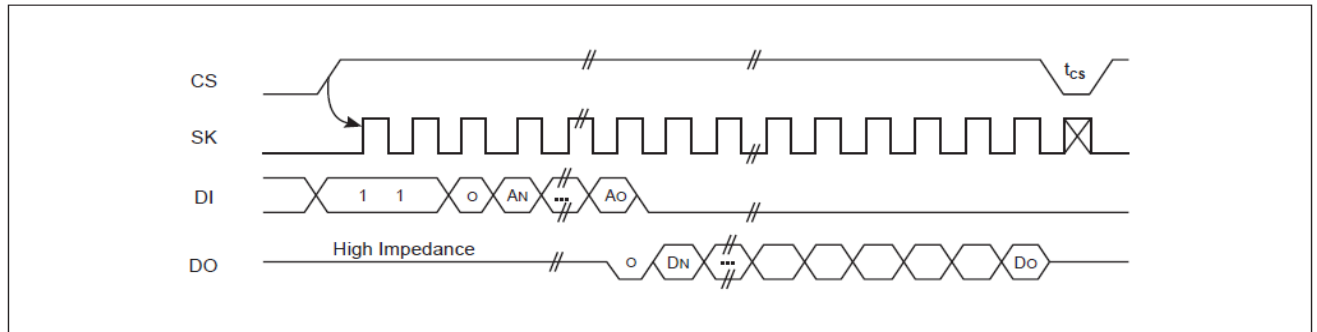 CS
tcs
SK
DI
1 1 0 AN ... A0
DO
High Impedance
0 DN ... D0